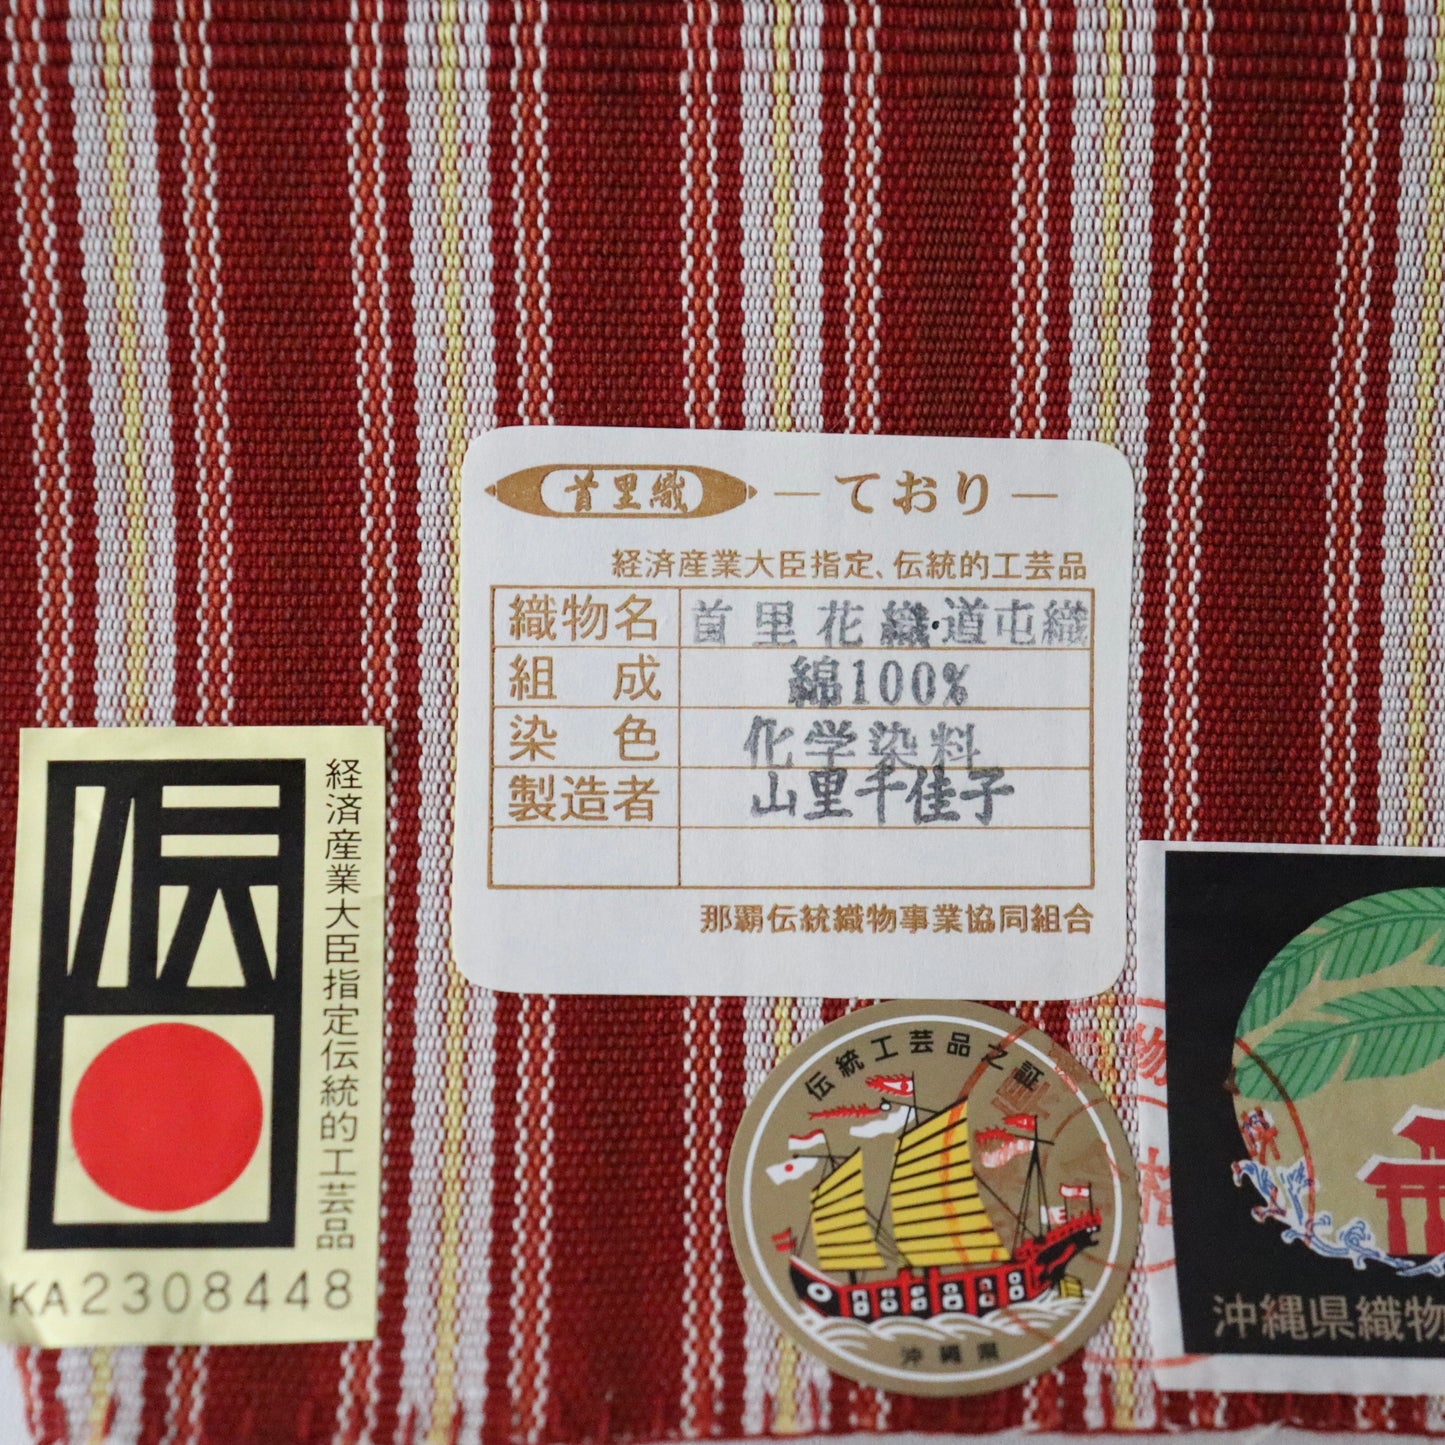 首里織 —ており—
経済産業大臣指定、伝統的工芸品
織物名 首里花織・道屯織
組成 綿100%
染色 化学染料
製造者 山里千佳子
那覇伝統織物事業協同組合
伝
経済産業大臣指定伝統的工芸品
KA2308448
伝統工芸品之証
沖縄県
沖縄県織物